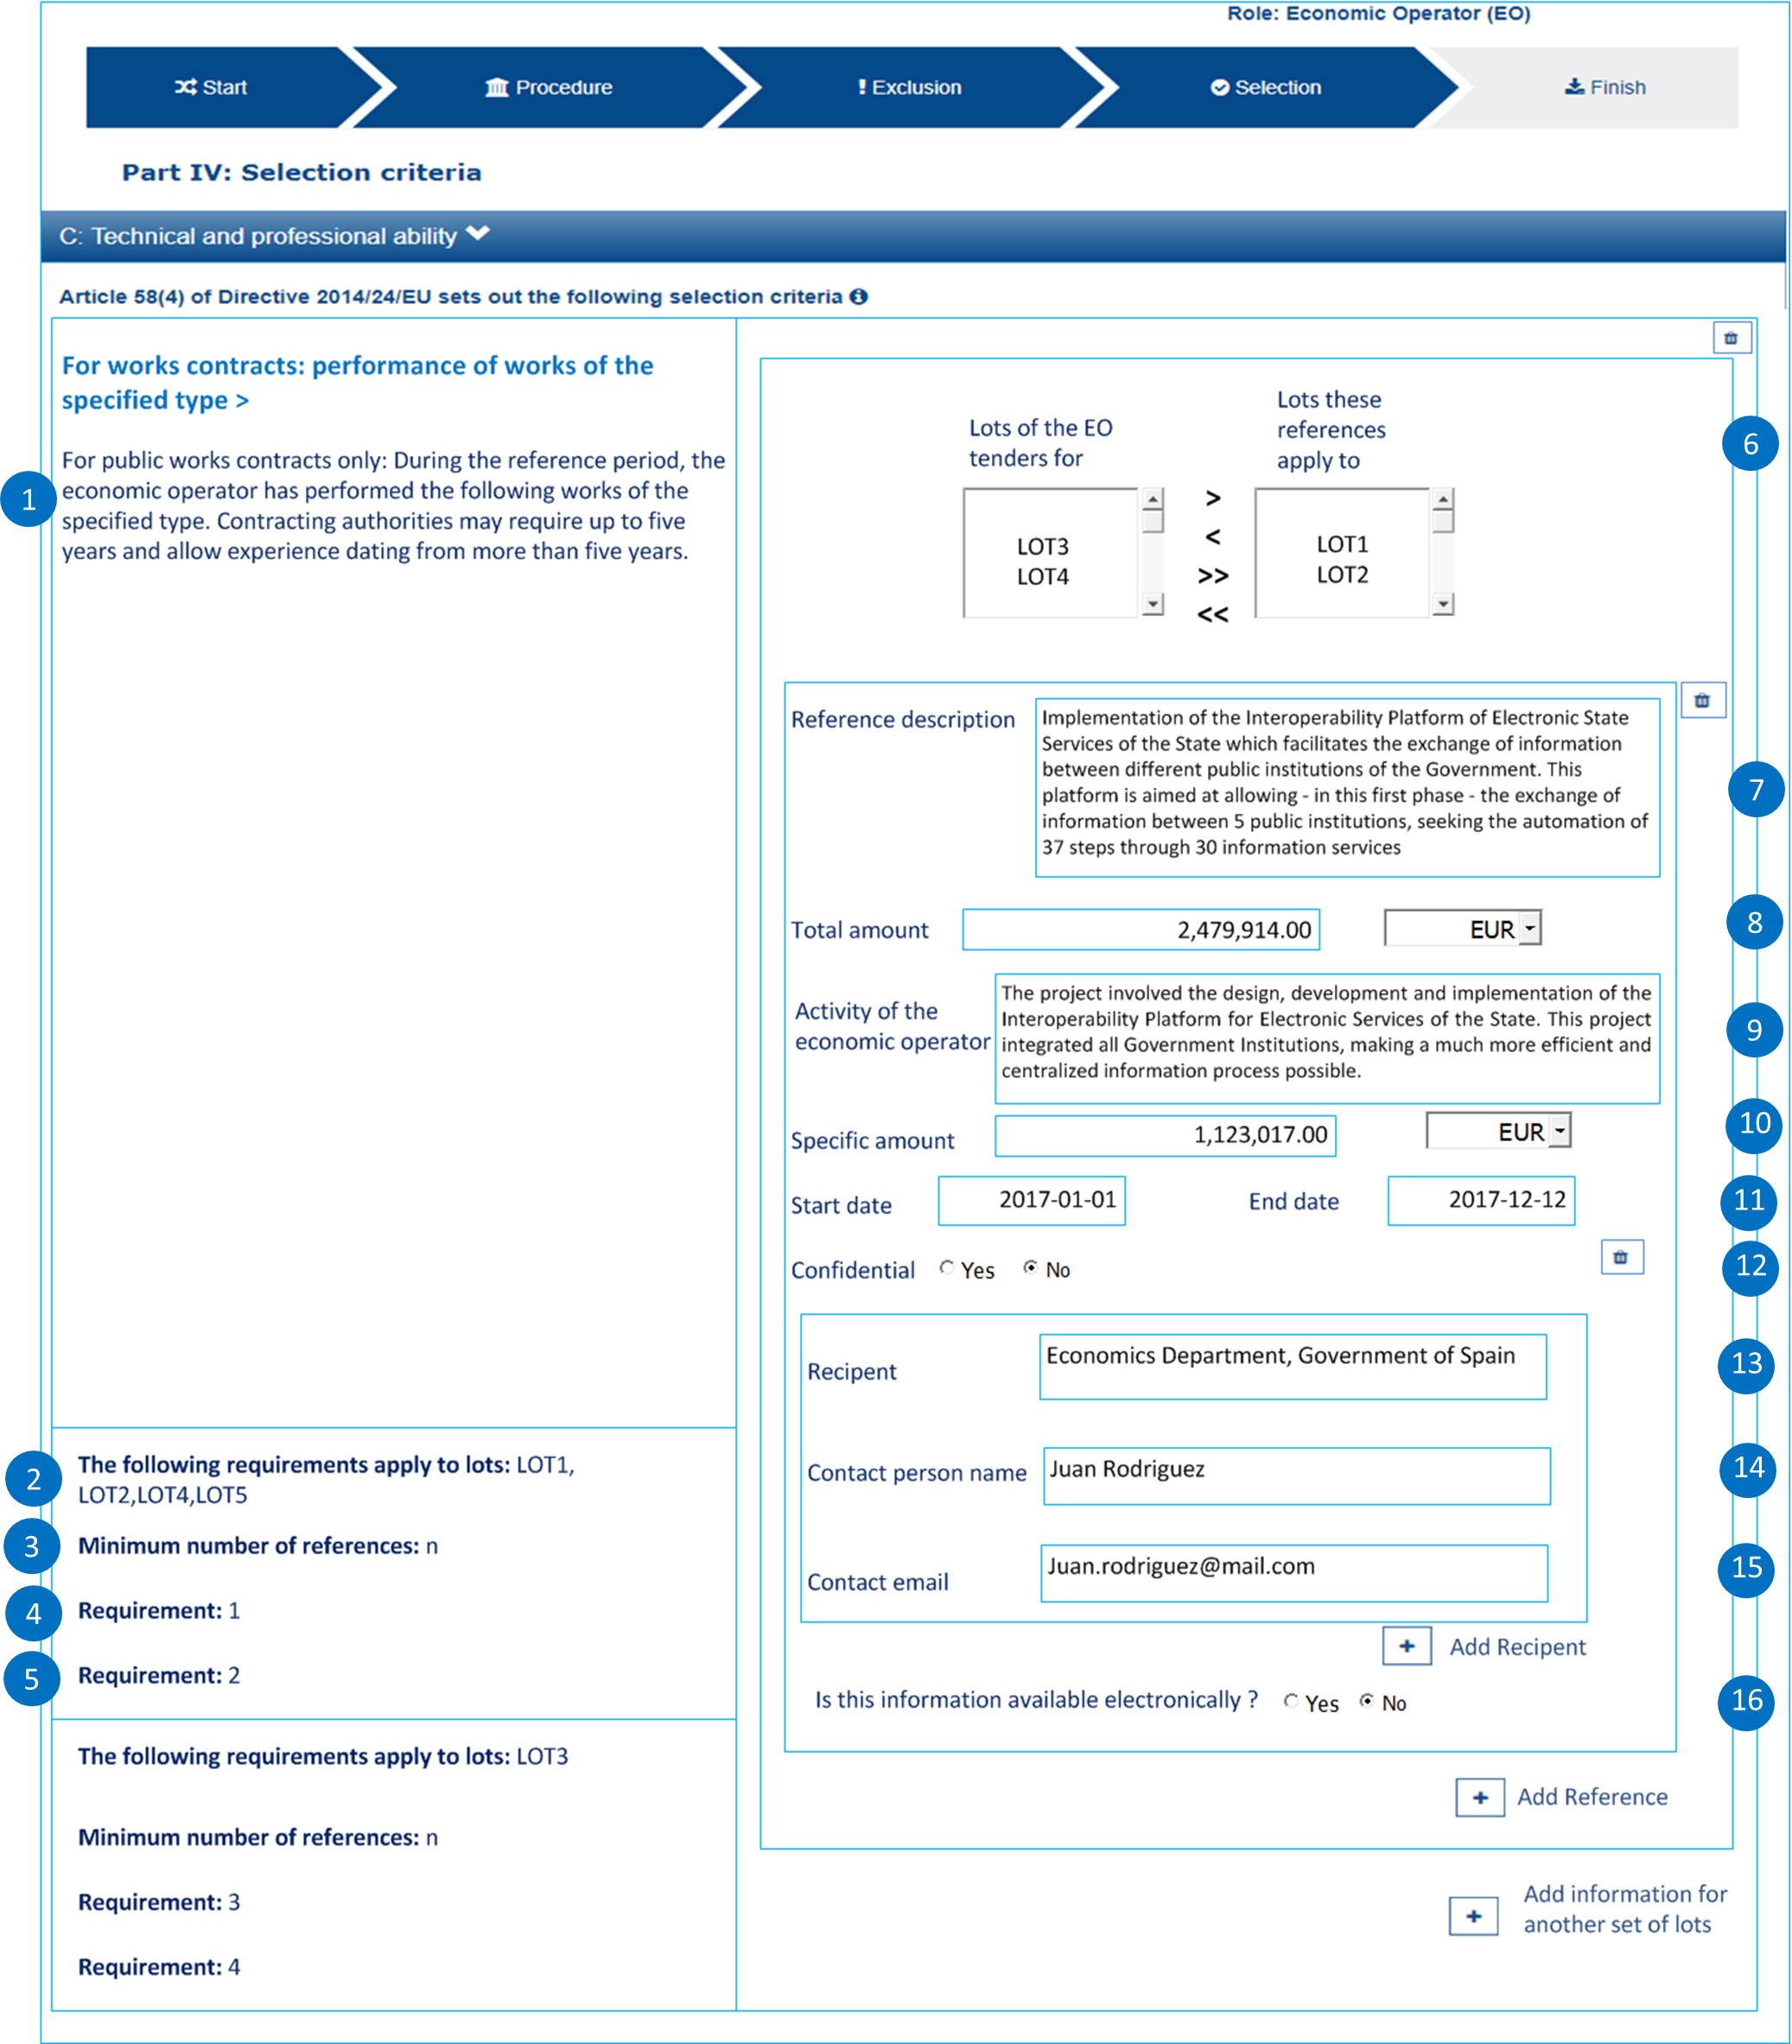 Role: Economic Operator (EO)
Start
Procedure
Exclusion
Selection
Finish
Part IV: Selection criteria
C: Technical and professional ability
Article 58(4) of Directive 2014/24/EU sets out the following selection criteria
For works contracts: performance of works of the
specified type >
For public works contracts only: During the reference period, the
economic operator has performed the following works of the
specified type. Contracting authorities may require up to five
years and allow experience dating from more than five years.
1
The following requirements apply to lots: LOT1,
LOT2,LOT4,LOT5
2
Minimum number of references: n
3
Requirement: 1
4
Requirement: 2
5
The following requirements apply to lots: LOT3
Minimum number of references: n
Requirement: 3
Requirement: 4
Lots of the EO
tenders for
LOT3
LOT4
>
<
>>
<<
Lots these
references
apply to
LOT1
LOT2
6
Reference description
Implementation of the Interoperability Platform of Electronic State
Services of the State which facilitates the exchange of information
between different public institutions of the Government. This
platform is aimed at allowing - in this first phase - the exchange of
information between 5 public institutions, seeking the automation of
37 steps through 30 information services
7
Total amount 2,479,914.00 EUR
8
Activity of the
economic operator
The project involved the design, development and implementation of the
Interoperability Platform for Electronic Services of the State. This project
integrated all Government Institutions, making a much more efficient and
centralized information process possible.
9
Specific amount 1,123,017.00 EUR
10
Start date 2017-01-01 End date 2017-12-12
11
Confidential Yes No
12
Recipent Economics Department, Government of Spain
13
Contact person name Juan Rodriguez
14
Contact email Juan.rodriguez@mail.com
15
+ Add Recipent
Is this information available electronically ? Yes No
16
+ Add Reference
+ Add information for
another set of lots